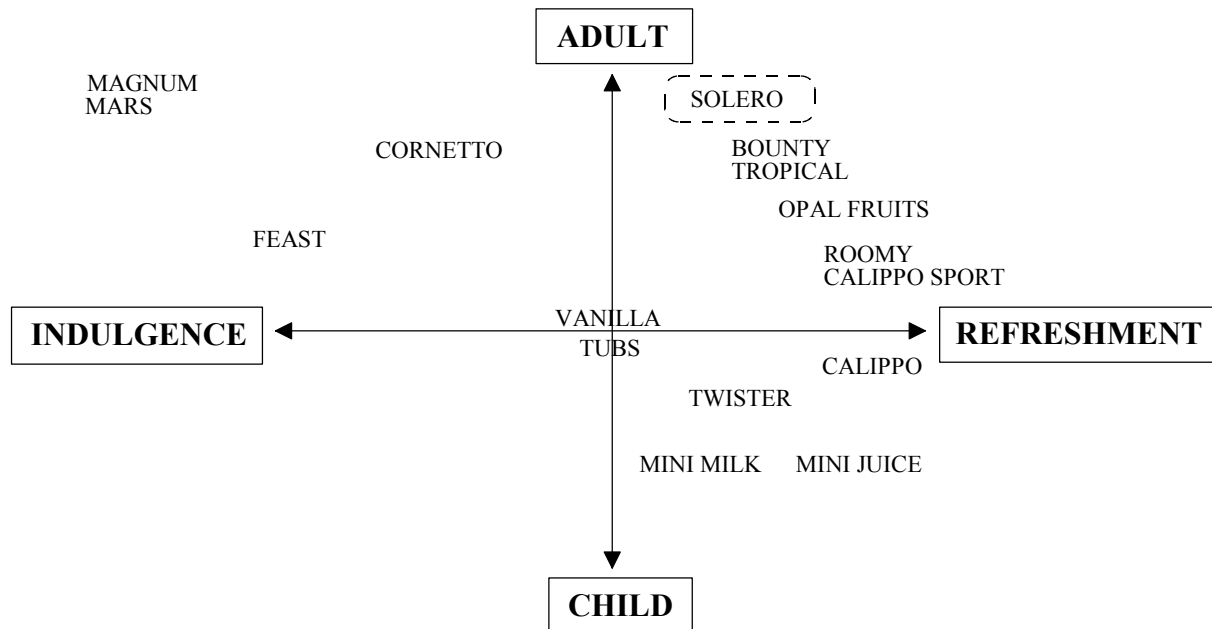 ADULT
MAGNUM
MARS
SOLERO
CORNETTO
BOUNTY
TROPICAL
OPAL FRUITS
FEAST
ROOMY
CALIPPO SPORT
INDULGENCE
VANILLA
TUBS
REFRESHMENT
CALIPPO
TWISTER
MINI MILK
MINI JUICE
CHILD